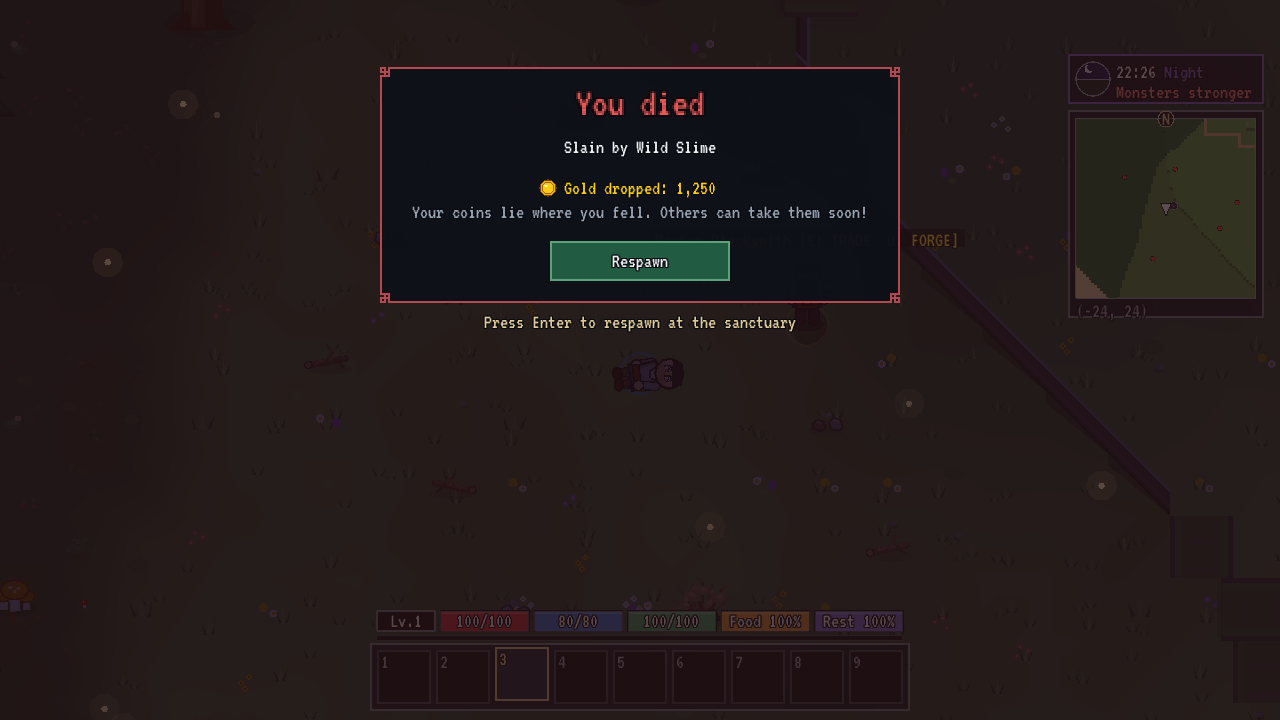 You died
Slain by Wild Slime
Gold dropped: 1,250
Your coins lie where you fell. Others can take them soon!
Respawn
Press Enter to respawn at the sanctuary
22:26 Night
Monsters stronger
N
(-24, 24)
FORGE]
Lv.1
100/100
80/80
100/100
Food 100%
Rest 100%
1
2
3
4
5
6
7
8
9